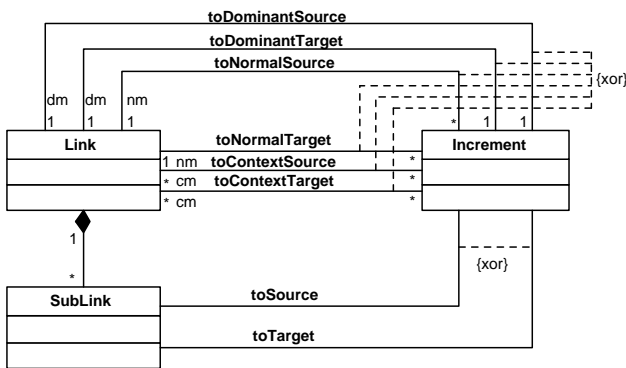 toDominantSource
toDominantTarget
toNormalSource
{xor}
dm dm nm
1 1 1 * 1 1
Link
Increment
toNormalTarget
1 nm toContextSource *
* cm toContextTarget *
* cm *
1
*
{xor}
SubLink
toSource
toTarget